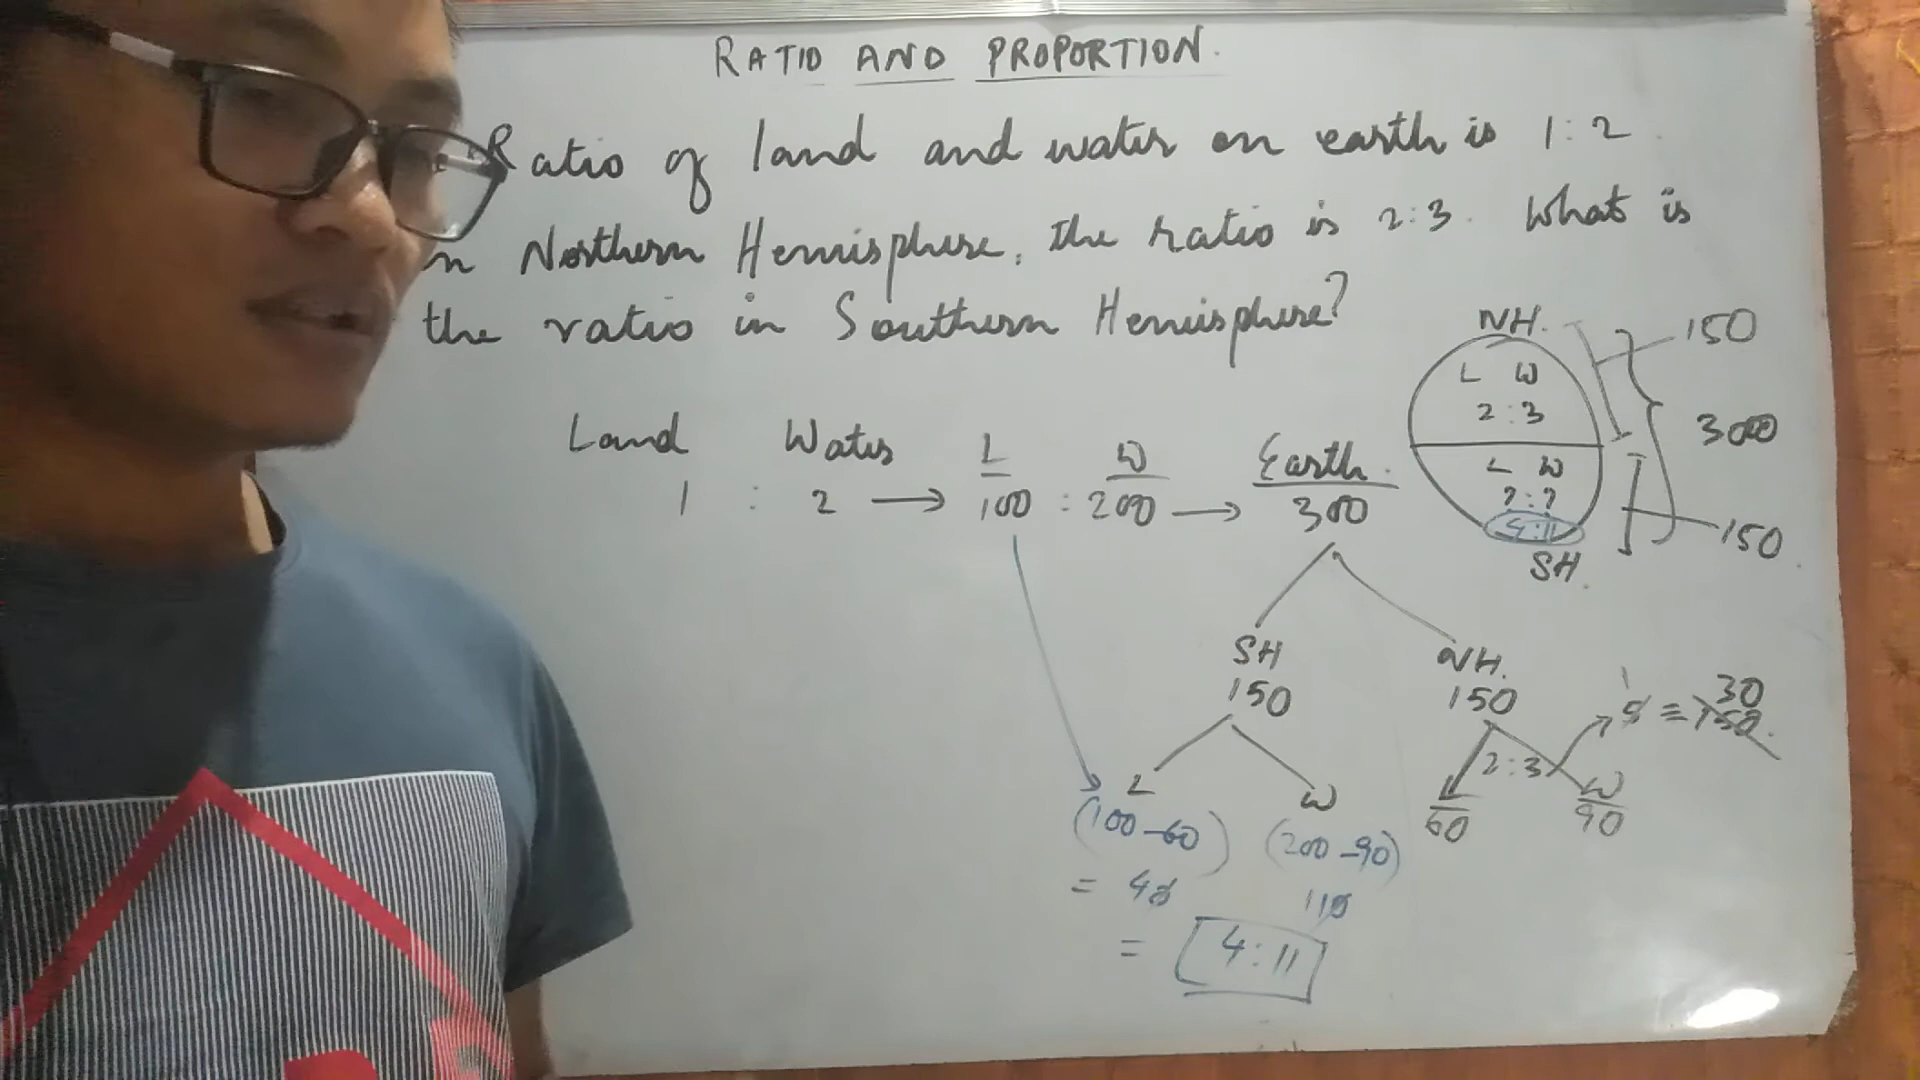 RATIO AND PROPORTION.
Ratio of land and water on earth is 1:2.
n Northern Hemisphere, the ratio is 2:3. What is
the ratio in Southern Hemisphere?
NH.
150
L W
2:3
300
L W
?:?
4:11
150
SH.
Land Water L W Earth.
1 : 2 → 100 : 200 → 300
SH NH.
150 150
5 ≡ 150.
1 30
2:3
L W L W
(100-60) (200-90) 60 90
= 40 110
= 4:11